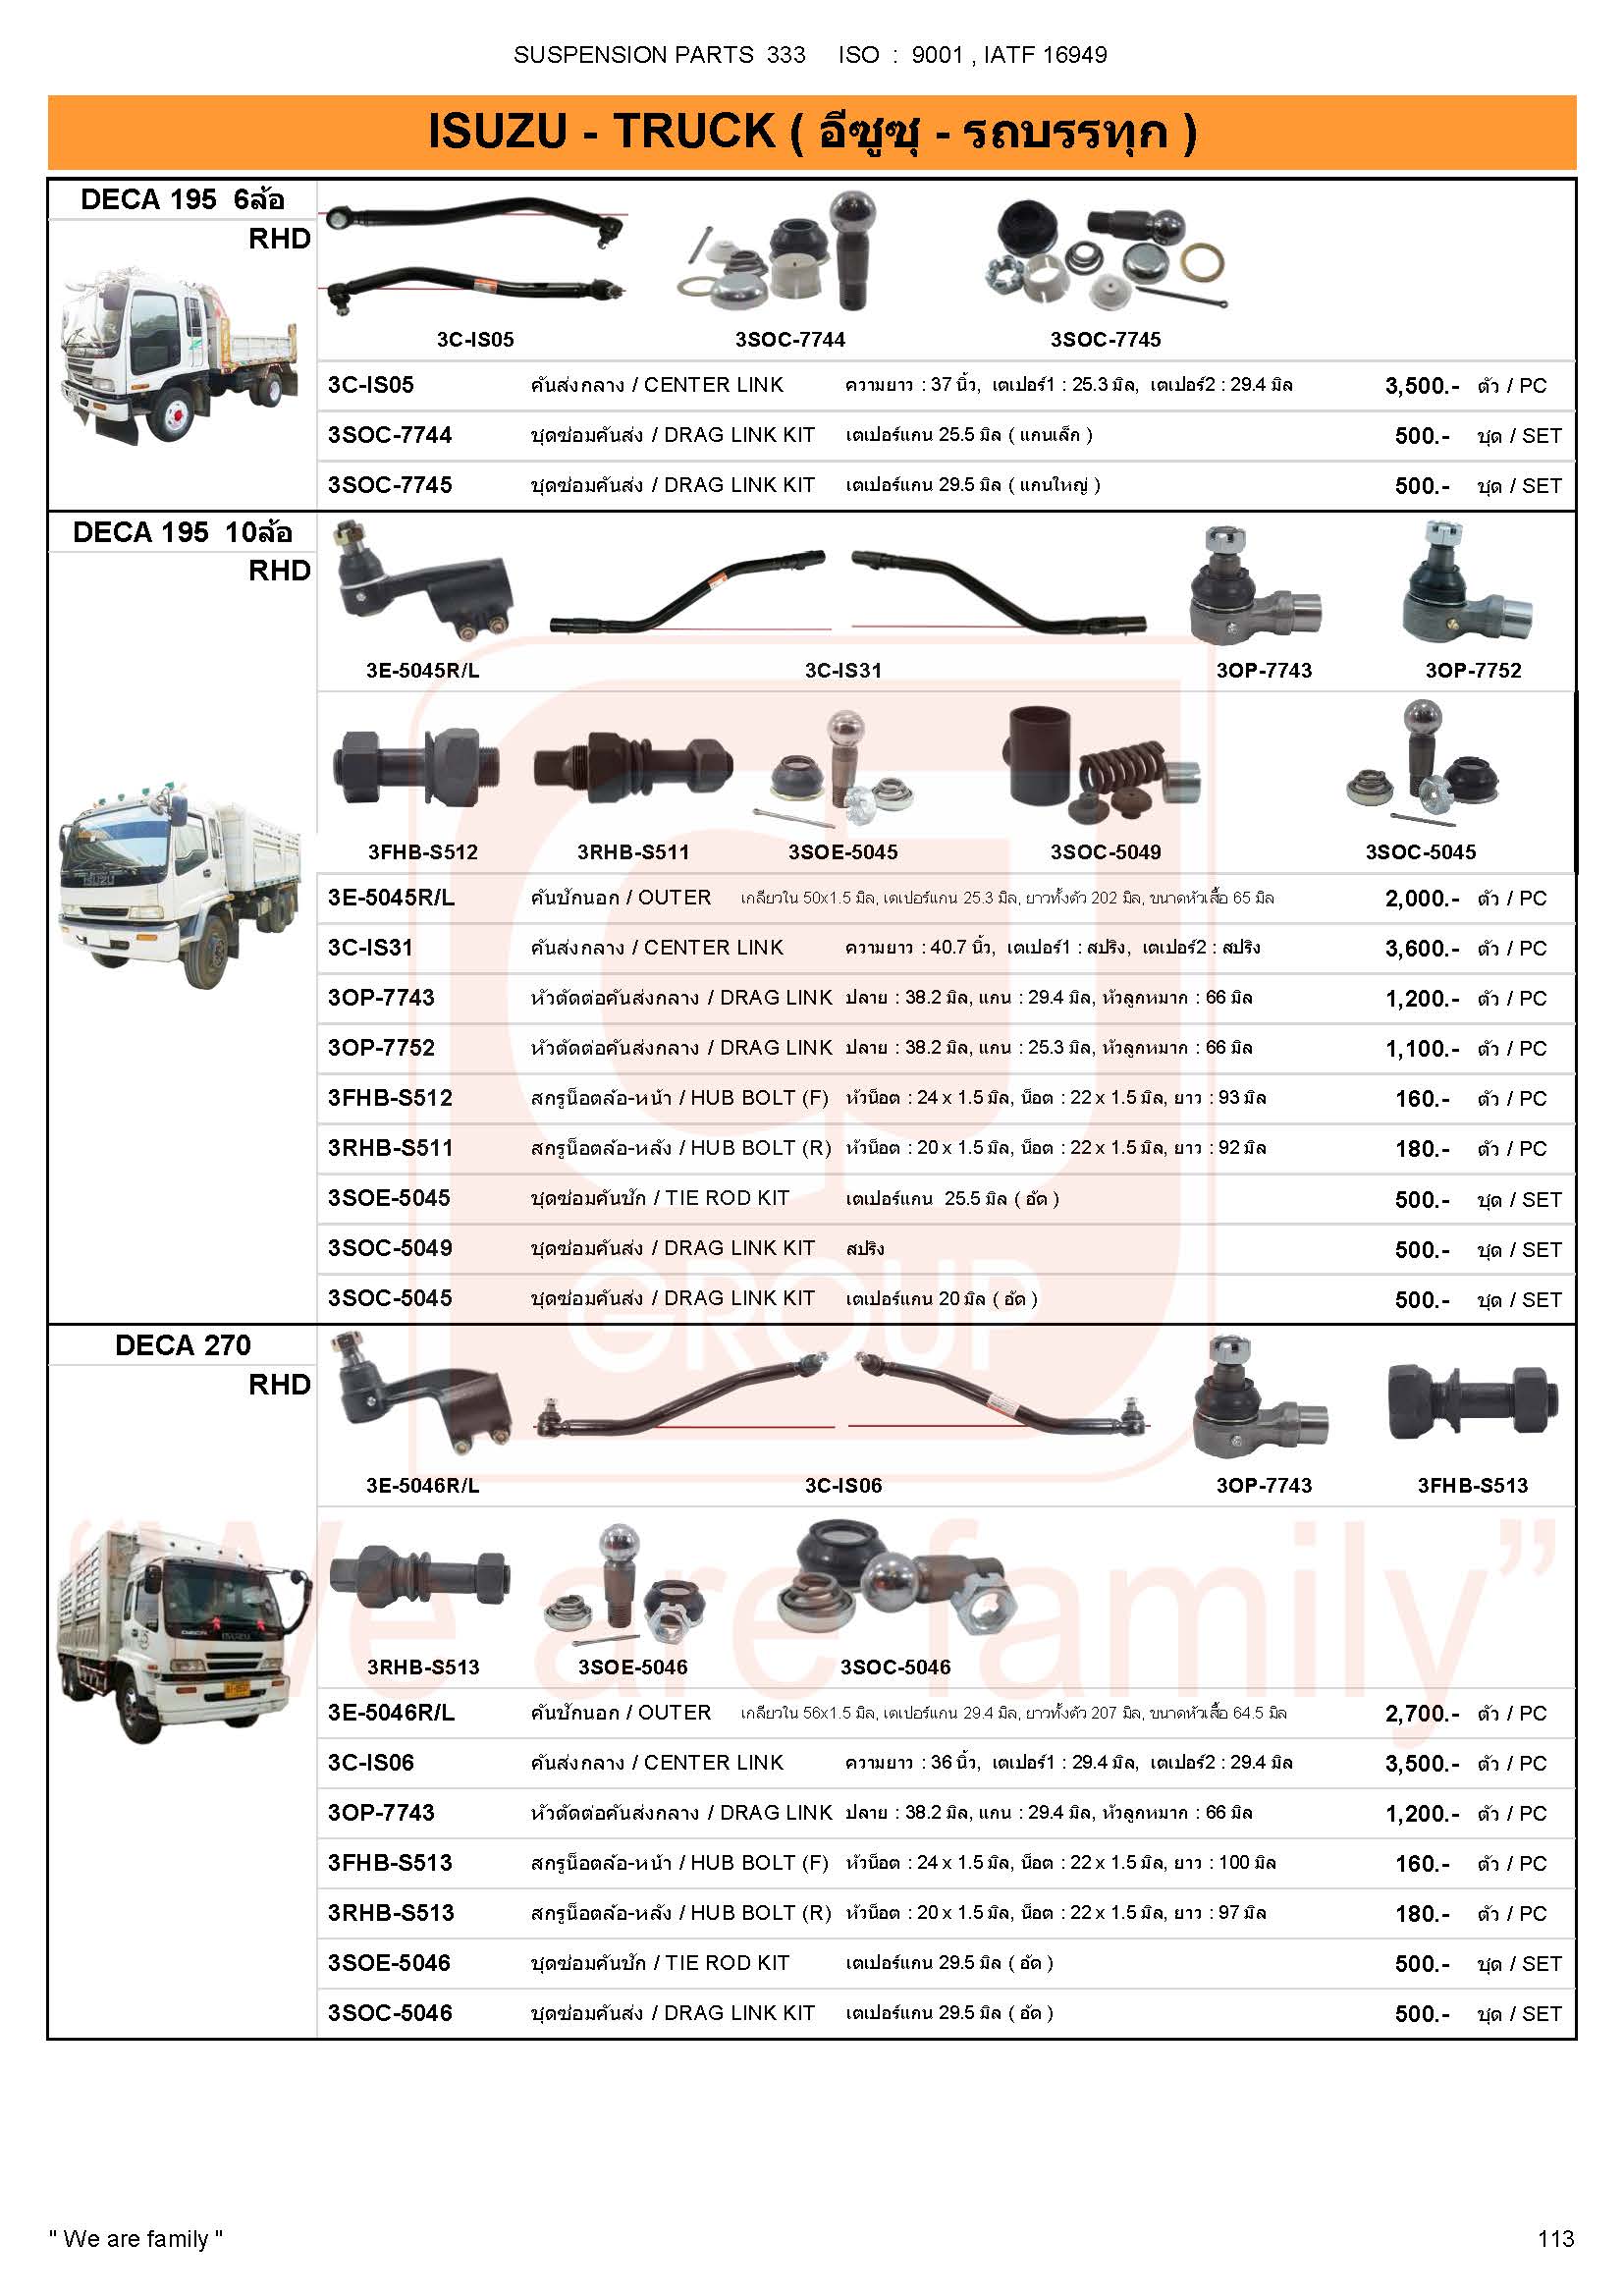 SUSPENSION PARTS 333 ISO : 9001 , IATF 16949
ISUZU - TRUCK ( อีซูซุ - รถบรรทุก )
DECA 195 6ล้อ
RHD
3C-IS05 3SOC-7744 3SOC-7745
3C-IS05 คันส่งกลาง / CENTER LINK ความยาว : 37 นิ้ว, เตเปอร์1 : 25.3 มิล, เตเปอร์2 : 29.4 มิล 3,500.- ตัว / PC
3SOC-7744 ชุดซ่อมคันส่ง / DRAG LINK KIT เตเปอร์แกน 25.5 มิล ( แกนเล็ก ) 500.- ชุด / SET
3SOC-7745 ชุดซ่อมคันส่ง / DRAG LINK KIT เตเปอร์แกน 29.5 มิล ( แกนใหญ่ ) 500.- ชุด / SET
DECA 195 10ล้อ
RHD
3E-5045R/L 3C-IS31 3OP-7743 3OP-7752
3FHB-S512 3RHB-S511 3SOE-5045 3SOC-5049 3SOC-5045
3E-5045R/L คันชักนอก / OUTER เกลียวใน 50x1.5 มิล, เตเปอร์แกน 25.3 มิล, ยาวทั้งตัว 202 มิล, ขนาดหัวเสื้อ 65 มิล 2,000.- ตัว / PC
3C-IS31 คันส่งกลาง / CENTER LINK ความยาว : 40.7 นิ้ว, เตเปอร์1 : สปริง, เตเปอร์2 : สปริง 3,600.- ตัว / PC
3OP-7743 หัวตัดต่อคันส่งกลาง / DRAG LINK ปลาย : 38.2 มิล, แกน : 29.4 มิล, หัวลูกหมาก : 66 มิล 1,200.- ตัว / PC
3OP-7752 หัวตัดต่อคันส่งกลาง / DRAG LINK ปลาย : 38.2 มิล, แกน : 25.3 มิล, หัวลูกหมาก : 66 มิล 1,100.- ตัว / PC
3FHB-S512 สกรูน็อตล้อ-หน้า / HUB BOLT (F) หัวน็อต : 24 x 1.5 มิล, น็อต : 22 x 1.5 มิล, ยาว : 93 มิล 160.- ตัว / PC
3RHB-S511 สกรูน็อตล้อ-หลัง / HUB BOLT (R) หัวน็อต : 20 x 1.5 มิล, น็อต : 22 x 1.5 มิล, ยาว : 92 มิล 180.- ตัว / PC
3SOE-5045 ชุดซ่อมคันชัก / TIE ROD KIT เตเปอร์แกน 25.5 มิล ( อัด ) 500.- ชุด / SET
3SOC-5049 ชุดซ่อมคันส่ง / DRAG LINK KIT สปริง 500.- ชุด / SET
3SOC-5045 ชุดซ่อมคันส่ง / DRAG LINK KIT เตเปอร์แกน 20 มิล ( อัด ) 500.- ชุด / SET
GROUP
DECA 270
RHD
3E-5046R/L 3C-IS06 3OP-7743 3FHB-S513
"We are family"
3RHB-S513 3SOE-5046 3SOC-5046
3E-5046R/L คันชักนอก / OUTER เกลียวใน 56x1.5 มิล, เตเปอร์แกน 29.4 มิล, ยาวทั้งตัว 207 มิล, ขนาดหัวเสื้อ 64.5 มิล 2,700.- ตัว / PC
3C-IS06 คันส่งกลาง / CENTER LINK ความยาว : 36 นิ้ว, เตเปอร์1 : 29.4 มิล, เตเปอร์2 : 29.4 มิล 3,500.- ตัว / PC
3OP-7743 หัวตัดต่อคันส่งกลาง / DRAG LINK ปลาย : 38.2 มิล, แกน : 29.4 มิล, หัวลูกหมาก : 66 มิล 1,200.- ตัว / PC
3FHB-S513 สกรูน็อตล้อ-หน้า / HUB BOLT (F) หัวน็อต : 24 x 1.5 มิล, น็อต : 22 x 1.5 มิล, ยาว : 100 มิล 160.- ตัว / PC
3RHB-S513 สกรูน็อตล้อ-หลัง / HUB BOLT (R) หัวน็อต : 20 x 1.5 มิล, น็อต : 22 x 1.5 มิล, ยาว : 97 มิล 180.- ตัว / PC
3SOE-5046 ชุดซ่อมคันชัก / TIE ROD KIT เตเปอร์แกน 29.5 มิล ( อัด ) 500.- ชุด / SET
3SOC-5046 ชุดซ่อมคันส่ง / DRAG LINK KIT เตเปอร์แกน 29.5 มิล ( อัด ) 500.- ชุด / SET
" We are family " 113